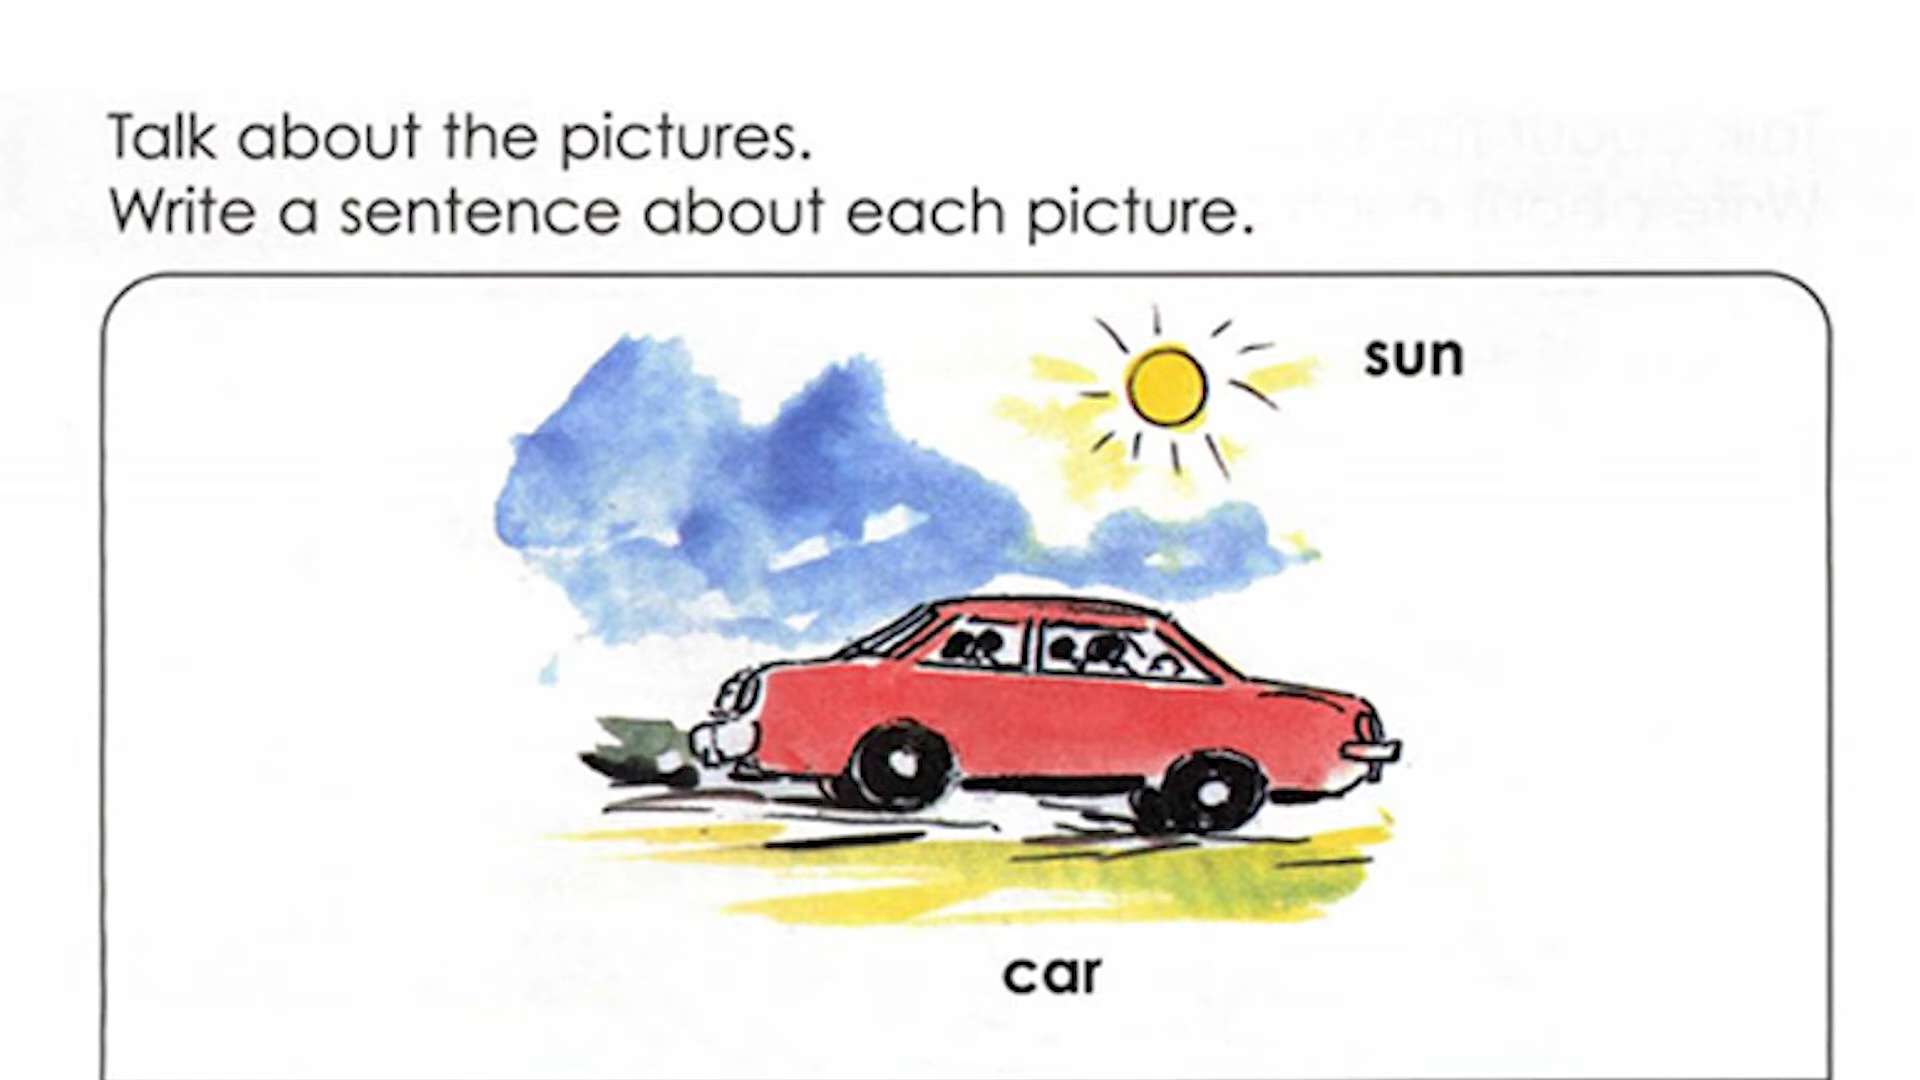 Talk about the pictures.
Write a sentence about each picture.
sun
car